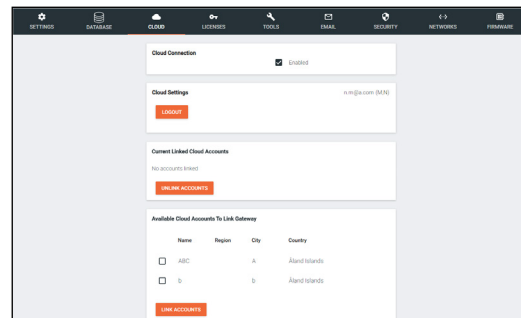 SETTINGS DATABASE CLOUD LICENSES TOOLS EMAIL SECURITY NETWORKS FIRMWARE
Cloud Connection
Enabled
Cloud Settings n.m@a.com (M.N)
LOGOUT
Current Linked Cloud Accounts
No accounts linked
UNLINK ACCOUNTS
Available Cloud Accounts To Link Gateway
Name Region City Country
ABC A Åland Islands
b b Åland Islands
LINK ACCOUNTS